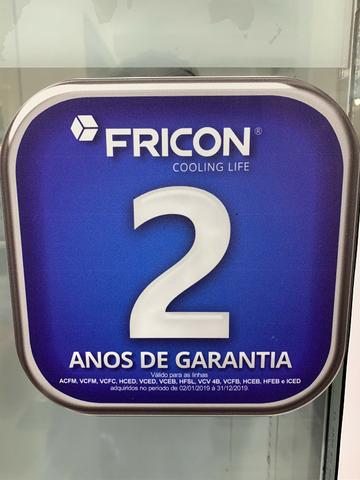 FRICON®
COOLING LIFE
2
ANOS DE GARANTIA
Válido para as linhas
ACFM, VCFM, VCFC, HCED, VCED, VCEB, HFSL, VCV 4B, VCFB, HCEB, HFEB e ICED
adquiridos no periodo de 02/01/2019 à 31/12/2019.